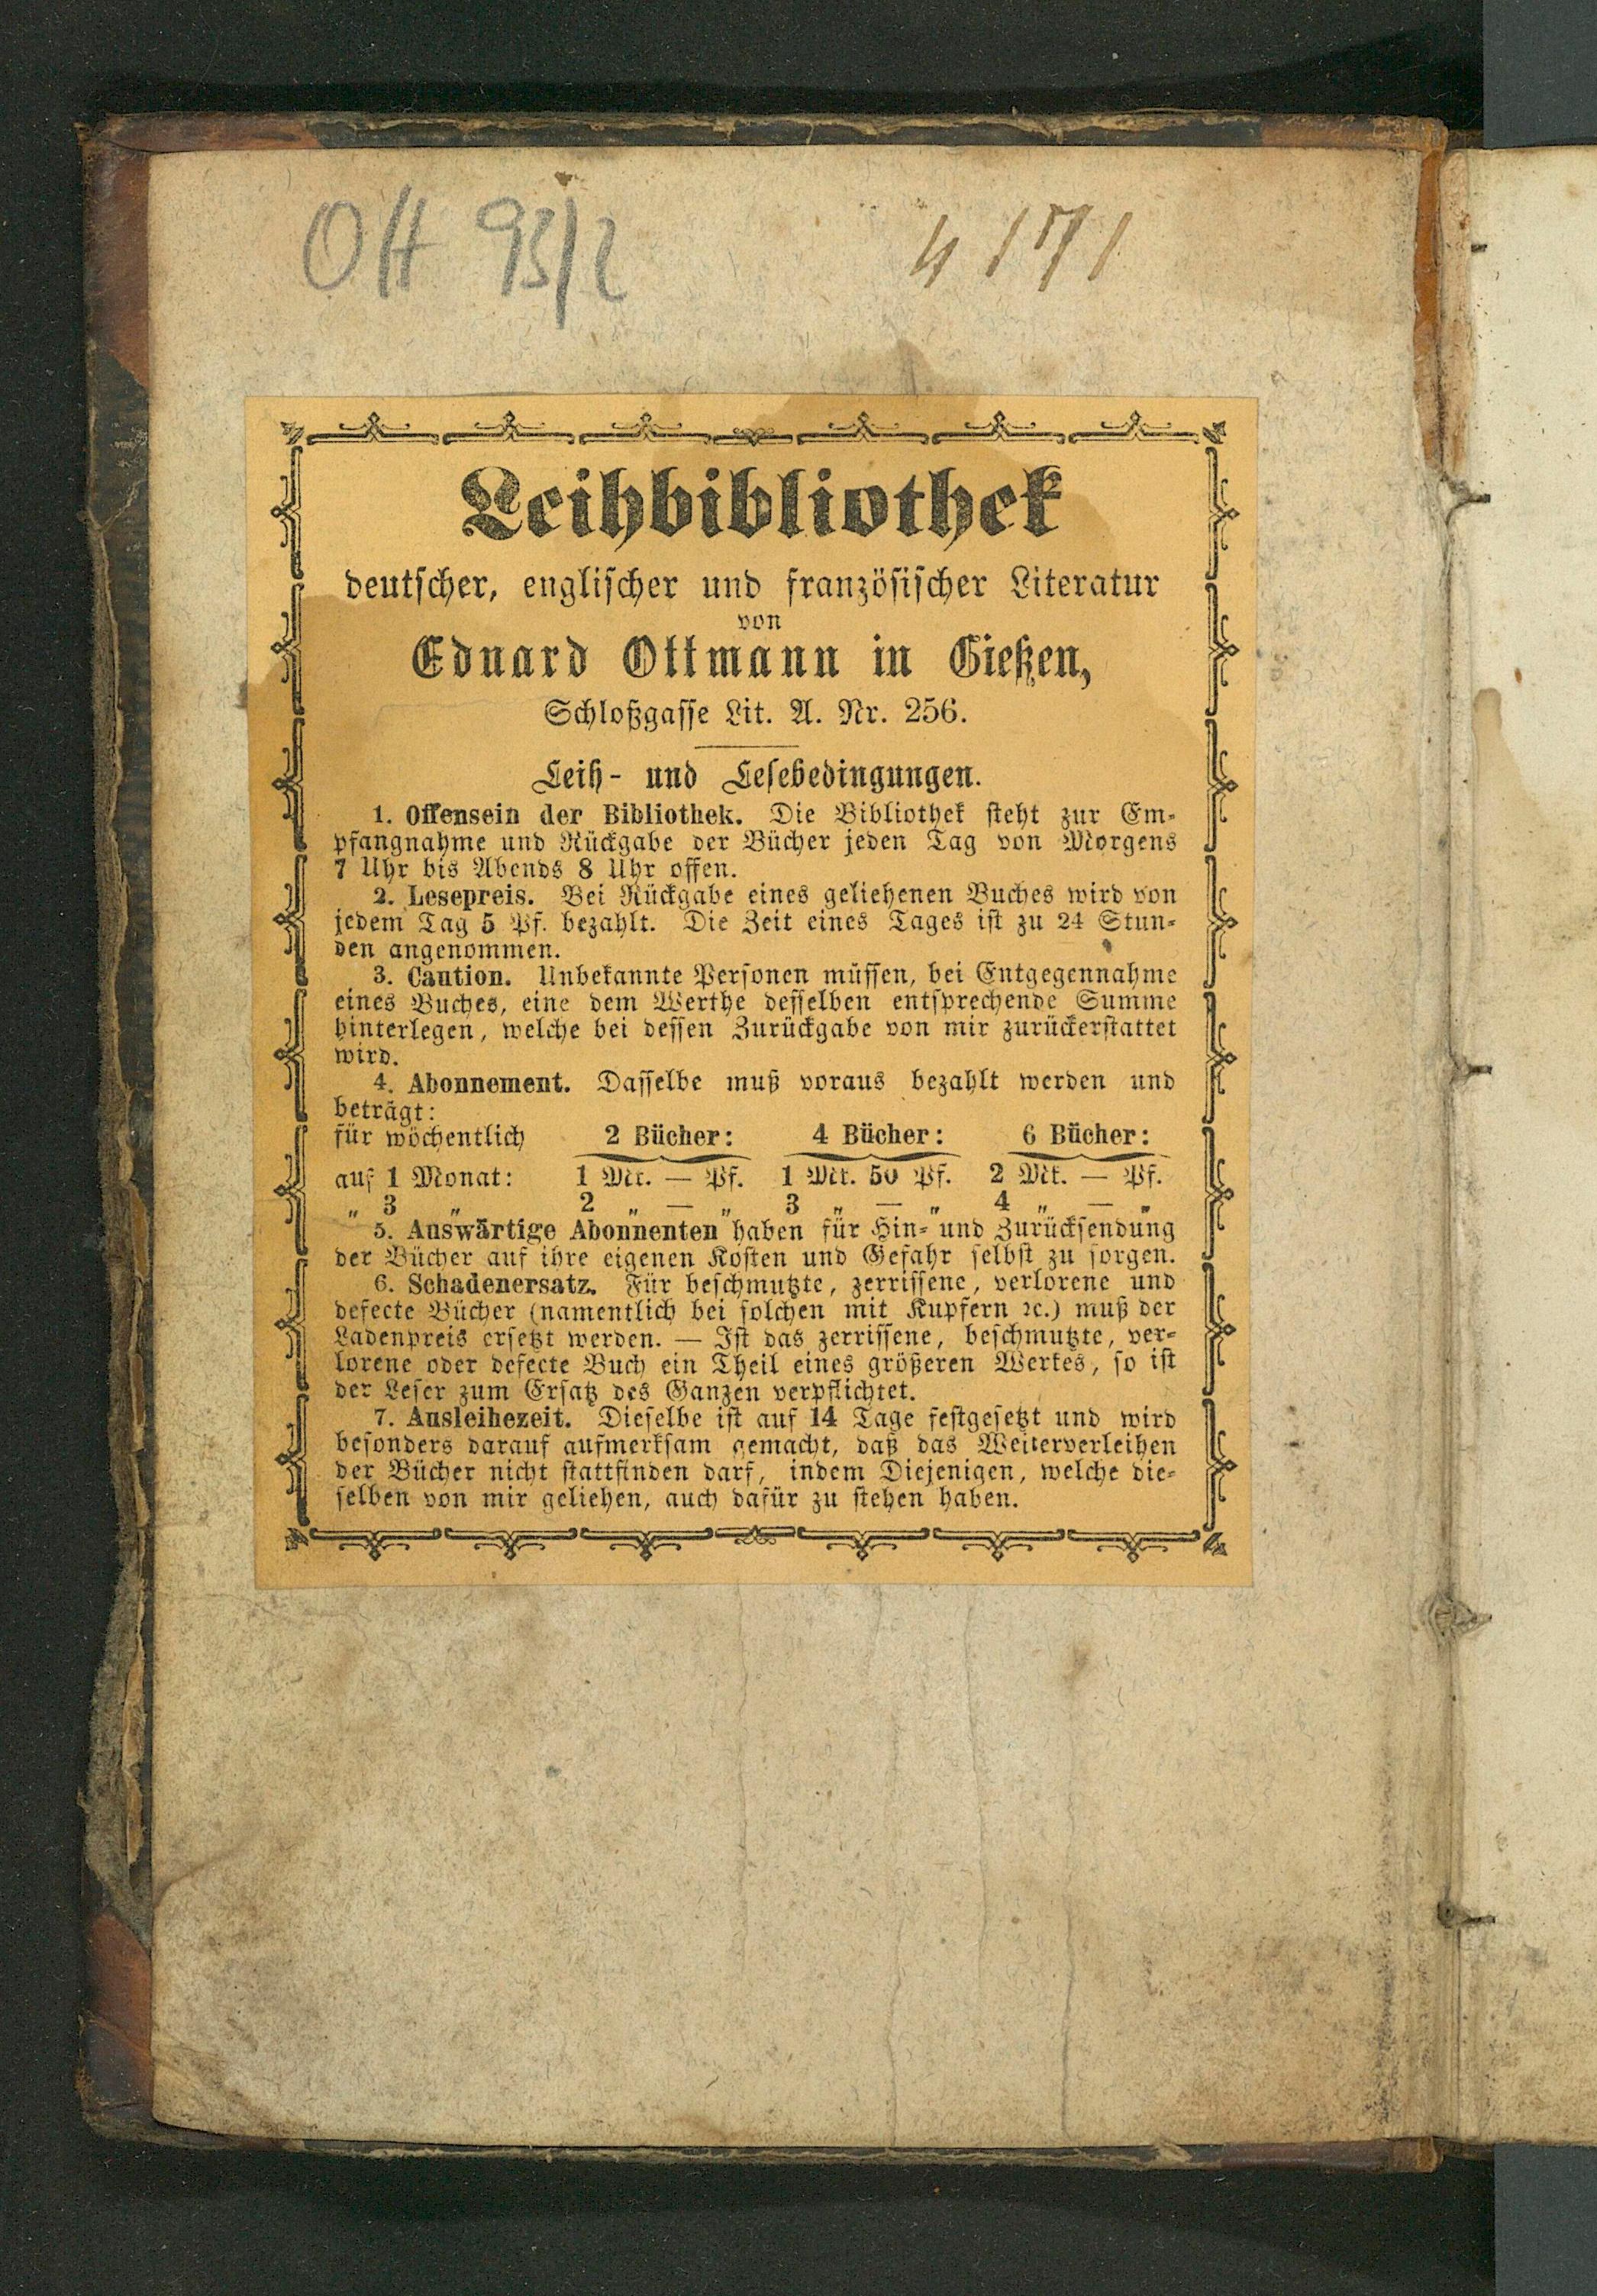 OH 93/2
4171
Leihbibliothek
deutscher, englischer und französischer Literatur
von
Eduard Ottmann in Gießen,
Schloßgasse Lit. A. Nr. 256.
Leih- und Lesebedingungen.
1. Offensein der Bibliothek. Die Bibliothek steht zur Em-
pfangnahme und Rückgabe der Bücher jeden Tag von Morgens
7 Uhr bis Abends 8 Uhr offen.
2. Lesepreis. Bei Rückgabe eines geliehenen Buches wird von
jedem Tag 5 Pf. bezahlt. Die Zeit eines Tages ist zu 24 Stun-
den angenommen.
3. Caution. Unbekannte Personen müssen, bei Entgegennahme
eines Buches, eine dem Werthe desselben entsprechende Summe
hinterlegen, welche bei dessen Zurückgabe von mir zurückerstattet
wird.
4. Abonnement. Dasselbe muß voraus bezahlt werden und
beträgt:
für wöchentlich 2 Bücher: 4 Bücher: 6 Bücher:
auf 1 Monat: 1 Mk. — Pf. 1 Mk. 50 Pf. 2 Mk. — Pf.
„ 3 „ 2 „ — „ 3 „ — „ 4 „ — „
5. Auswärtige Abonnenten haben für Hin- und Zurücksendung
der Bücher auf ihre eigenen Kosten und Gefahr selbst zu sorgen.
6. Schadenersatz. Für beschmutzte, zerrissene, verlorene und
defecte Bücher (namentlich bei solchen mit Kupfern ꝛc.) muß der
Ladenpreis ersetzt werden. — Ist das zerrissene, beschmutzte, ver-
lorene oder defecte Buch ein Theil eines größeren Werkes, so ist
der Leser zum Ersatz des Ganzen verpflichtet.
7. Ausleihezeit. Dieselbe ist auf 14 Tage festgesetzt und wird
besonders darauf aufmerksam gemacht, daß das Weiterverleihen
der Bücher nicht stattfinden darf, indem Diejenigen, welche die-
selben von mir geliehen, auch dafür zu stehen haben.